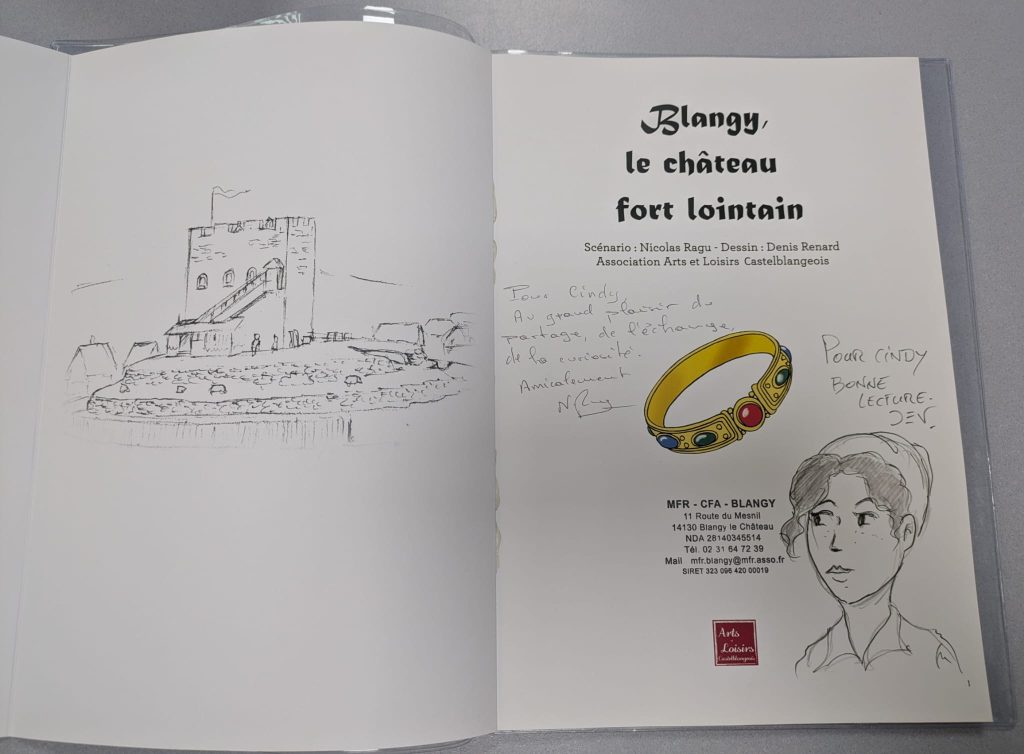 Blangy,
le château
fort lointain
Scénario : Nicolas Ragu - Dessin : Denis Renard
Association Arts et Loisirs Castelblangeois
Pour Cindy,
Au grand plaisir du
partage, de l'échange,
de la curiosité.
Amicalement
POUR CINDY
BONNE
LECTURE-
MFR - CFA - BLANGY
11 Route du Mesnil
14130 Blangy le Château
NDA 28140345514
Tél. 02 31 64 72 39
Mail mfr.blangy@mfr.asso.fr
SIRET 323 096 420 00019
Arts
Loisirs
Castelblangeois
1